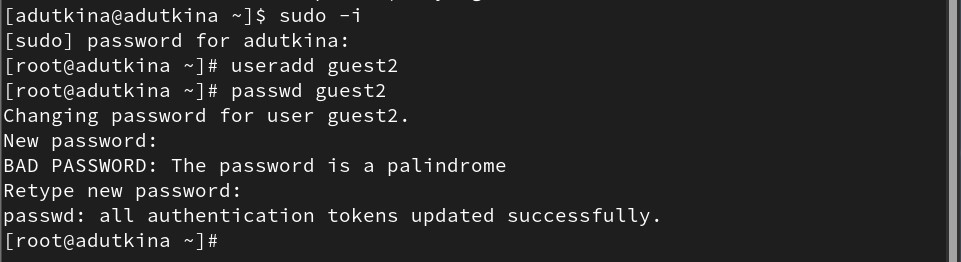 [adutkina@adutkina ~]$ sudo -i
[sudo] password for adutkina:
[root@adutkina ~]# useradd guest2
[root@adutkina ~]# passwd guest2
Changing password for user guest2.
New password:
BAD PASSWORD: The password is a palindrome
Retype new password:
passwd: all authentication tokens updated successfully.
[root@adutkina ~]#